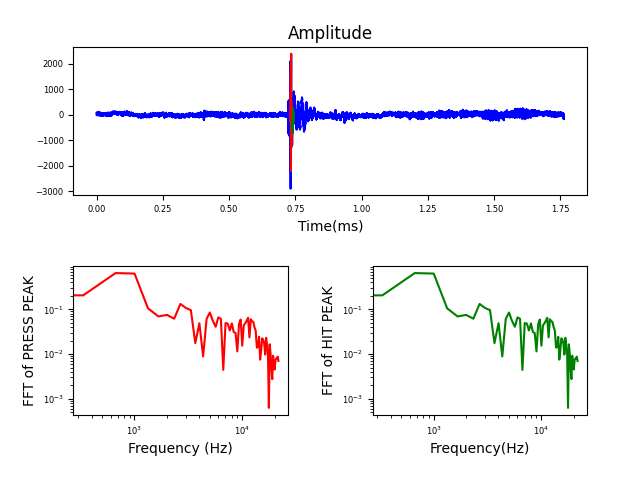 Amplitude
2000
1000
0
−1000
−2000
−3000
0.00 0.25 0.50 0.75 1.00 1.25 1.50 1.75
Time(ms)
FFT of PRESS PEAK
10⁻¹
10⁻²
10⁻³
10³ 10⁴
Frequency (Hz)
FFT of HIT PEAK
10⁻¹
10⁻²
10⁻³
10³ 10⁴
Frequency(Hz)